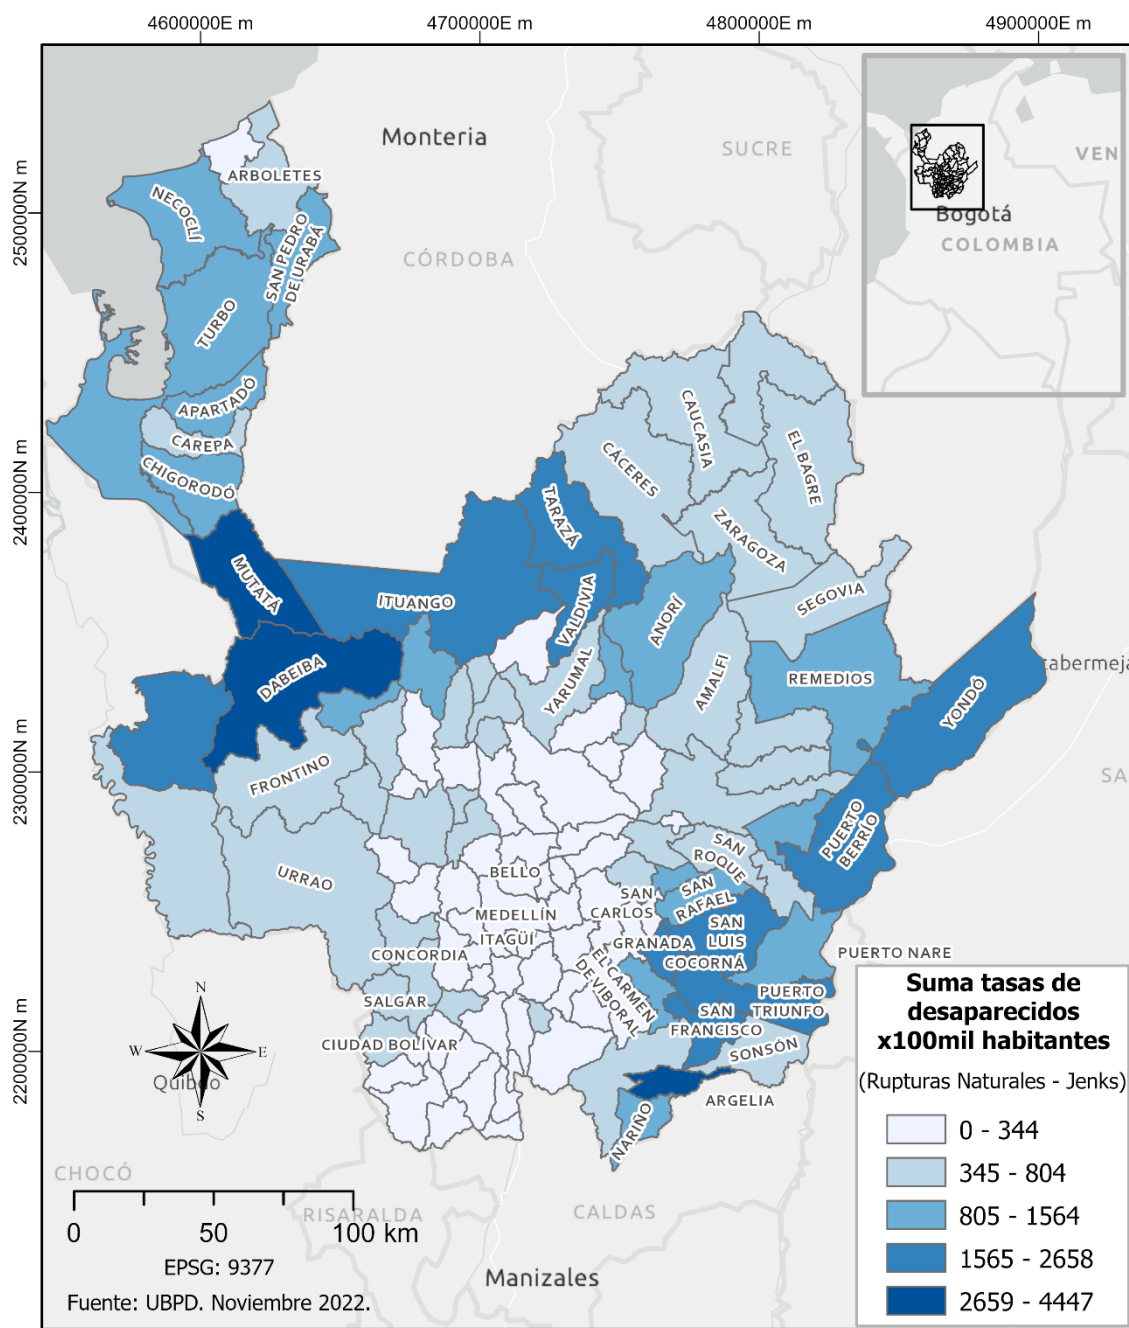 4600000E m
4700000E m
4800000E m
4900000E m
2500000N m
2400000N m
2300000N m
2200000N m
Monteria
SUCRE
CÓRDOBA
VEN
Bogotá
COLOMBIA
ARBOLETES
NECOCLÍ
SAN PEDRO
DE URABÁ
TURBO
APARTADÓ
CAREPA
CHIGORODÓ
CAUCASIA
EL BAGRE
CÁCERES
TARAZÁ
ZARAGOZA
MUTATÁ
ITUANGO
VALDIVIA
ANORÍ
SEGOVIA
DABEIBA
YARUMAL
AMALFI
REMEDIOS
YONDÓ
cabermeja
FRONTINO
SA
PUERTO
BERRÍO
URRAO
BELLO
SAN
ROQUE
SAN
RAFAEL
MEDELLÍN
SAN
CARLOS
ITAGÜÍ
GRANADA
SAN
LUIS
CONCORDIA
COCORNÁ
PUERTO NARE
EL CARMEN
DE VIBORAL
SALGAR
PUERTO
TRIUNFO
SAN
FRANCISCO
CIUDAD BOLÍVAR
SONSÓN
ARGELIA
NARIÑO
N
W
E
S
Quibdo
CHOCÓ
RISARALDA
CALDAS
Manizales
0
50
100 km
EPSG: 9377
Fuente: UBPD. Noviembre 2022.
Suma tasas de
desaparecidos
x100mil habitantes
(Rupturas Naturales - Jenks)
0 - 344
345 - 804
805 - 1564
1565 - 2658
2659 - 4447